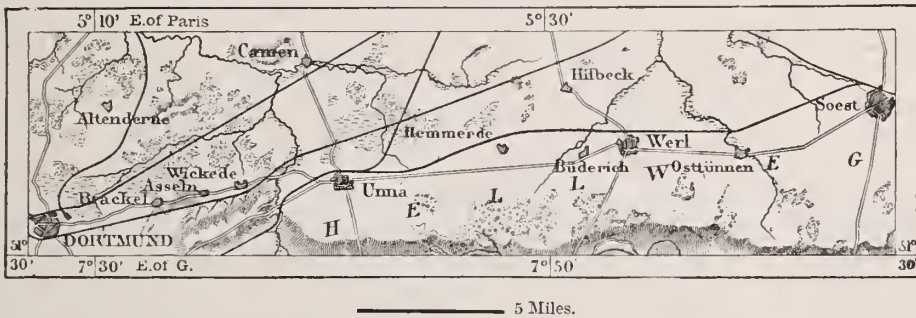 5° 10' E. of Paris 5° 30'
Camen
Hilbeck
Altenderne
Soest
Hemmerde
Werl
Wickede
Asseln
Brackel
Unna
Büderich
Osttünnen
H E L L W E G
DORTMUND
51° 51°
30' 7° 30' E. of G. 7° 50' 30'
5 Miles.